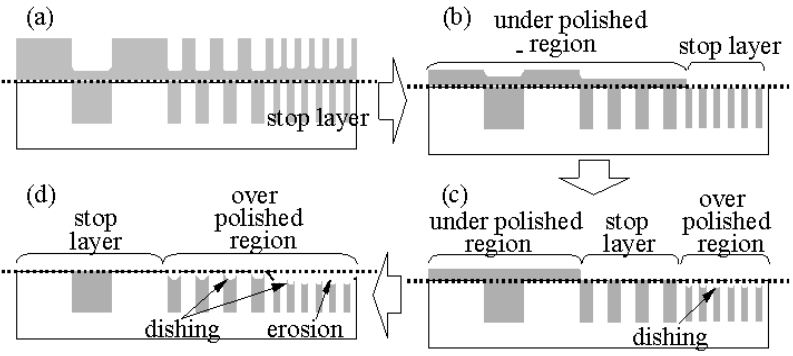 (a)
stop layer
(b)
under polished
region
stop layer
(d)
stop
layer
over
polished
region
dishing
erosion
(c)
under polished
region
stop
layer
over
polished
region
dishing